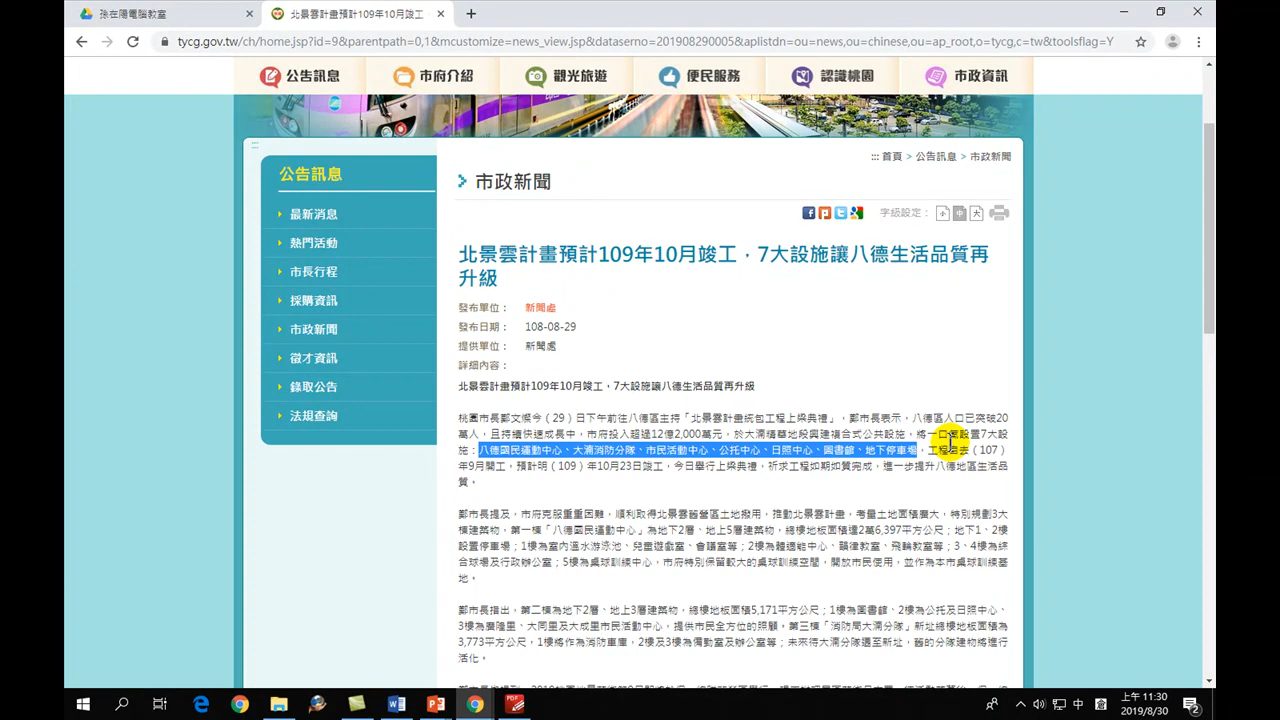 孫在陽電腦教室
北景雲計畫預計109年10月竣工，
tycg.gov.tw/ch/home.jsp?id=9&parentpath=0,1&mcustomize=news_view.jsp&dataserno=201908290005&aplistdn=ou=news,ou=chinese,ou=ap_root,o=tycg,c=tw&toolsflag=Y
公告訊息 市府介紹 觀光旅遊 便民服務 認識桃園 市政資訊
::: 首頁 > 公告訊息 > 市政新聞
公告訊息
最新消息
熱門活動
市長行程
採購資訊
市政新聞
徵才資訊
錄取公告
法規查詢
市政新聞
字級設定： 小 中 大
北景雲計畫預計109年10月竣工，7大設施讓八德生活品質再
升級
發布單位： 新聞處
發布日期： 108-08-29
提供單位： 新聞處
詳細內容：
北景雲計畫預計109年10月竣工，7大設施讓八德生活品質再升級
桃園市長鄭文燦今（29）日下午前往八德區主持「北景雲計畫統包工程上梁典禮」，鄭市長表示，八德區人口已突破20
萬人，且持續快速成長中，市府投入超過12億2,000萬元，於大湳精華地段興建複合式公共設施，將一口氣設置7大設
施：八德國民運動中心、大湳消防分隊、市民活動中心、公托中心、日照中心、圖書館、地下停車場，工程自去（107）
年9月開工，預計明（109）年10月23日竣工，今日舉行上梁典禮，祈求工程如期如質完成，進一步提升八德地區生活品
質。
鄭市長提及，市府克服重重困難，順利取得北景雲舊營區土地撥用，推動北景雲計畫，考量土地面積廣大，特別規劃3大
棟建築物，第一棟「八德國民運動中心」為地下2層、地上5層建築物，總樓地板面積達2萬6,397平方公尺；地下1、2樓
設置停車場；1樓為室內溫水游泳池、兒童遊戲室、會議室等；2樓為體適能中心、韻律教室、飛輪教室等；3、4樓為綜
合球場及行政辦公室；5樓為桌球訓練中心，市府特別保留較大的桌球訓練空間，開放市民使用，並作為本市桌球訓練基
地。
鄭市長指出，第二棟為地下2層、地上3層建築物，總樓地板面積5,171平方公尺；1樓為圖書館、2樓為公托及日照中心、
3樓為廣隆里、大同里及大成里市民活動中心，提供市民全方位的照顧。第三棟「消防局大湳分隊」新址總樓地板面積為
3,773平方公尺，1樓將作為消防車庫，2樓及3樓為備勤室及辦公室等；未來待大湳分隊遷至新址，舊的分隊建物將進行
活化。
中
上午 11:30
2019/8/30